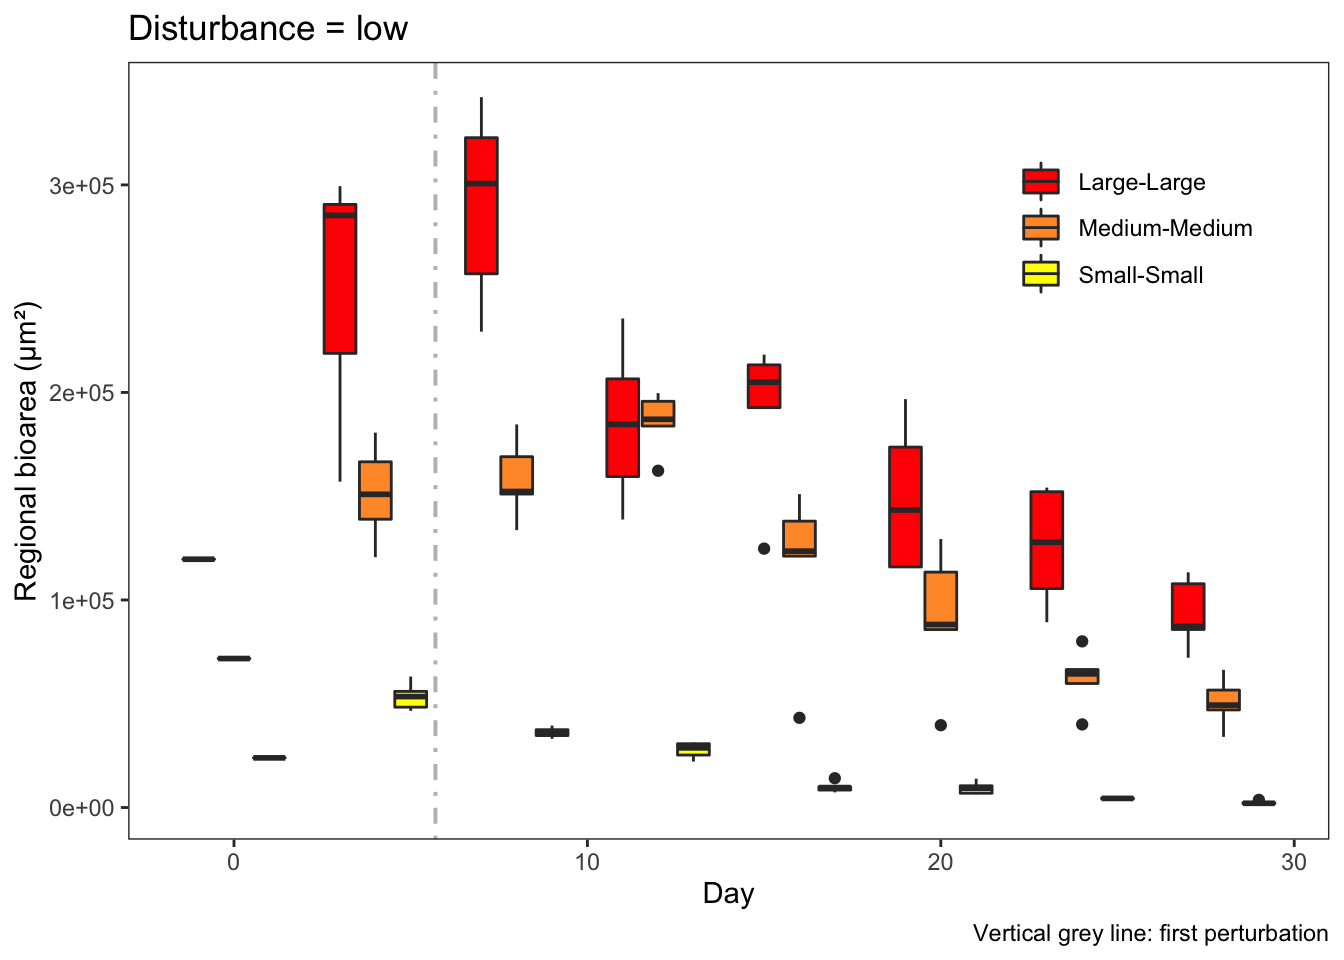 Disturbance = low
Regional bioarea (µm²)
3e+05
2e+05
1e+05
0e+00
Large-Large
Medium-Medium
Small-Small
0
10
20
30
Day
Vertical grey line: first perturbation